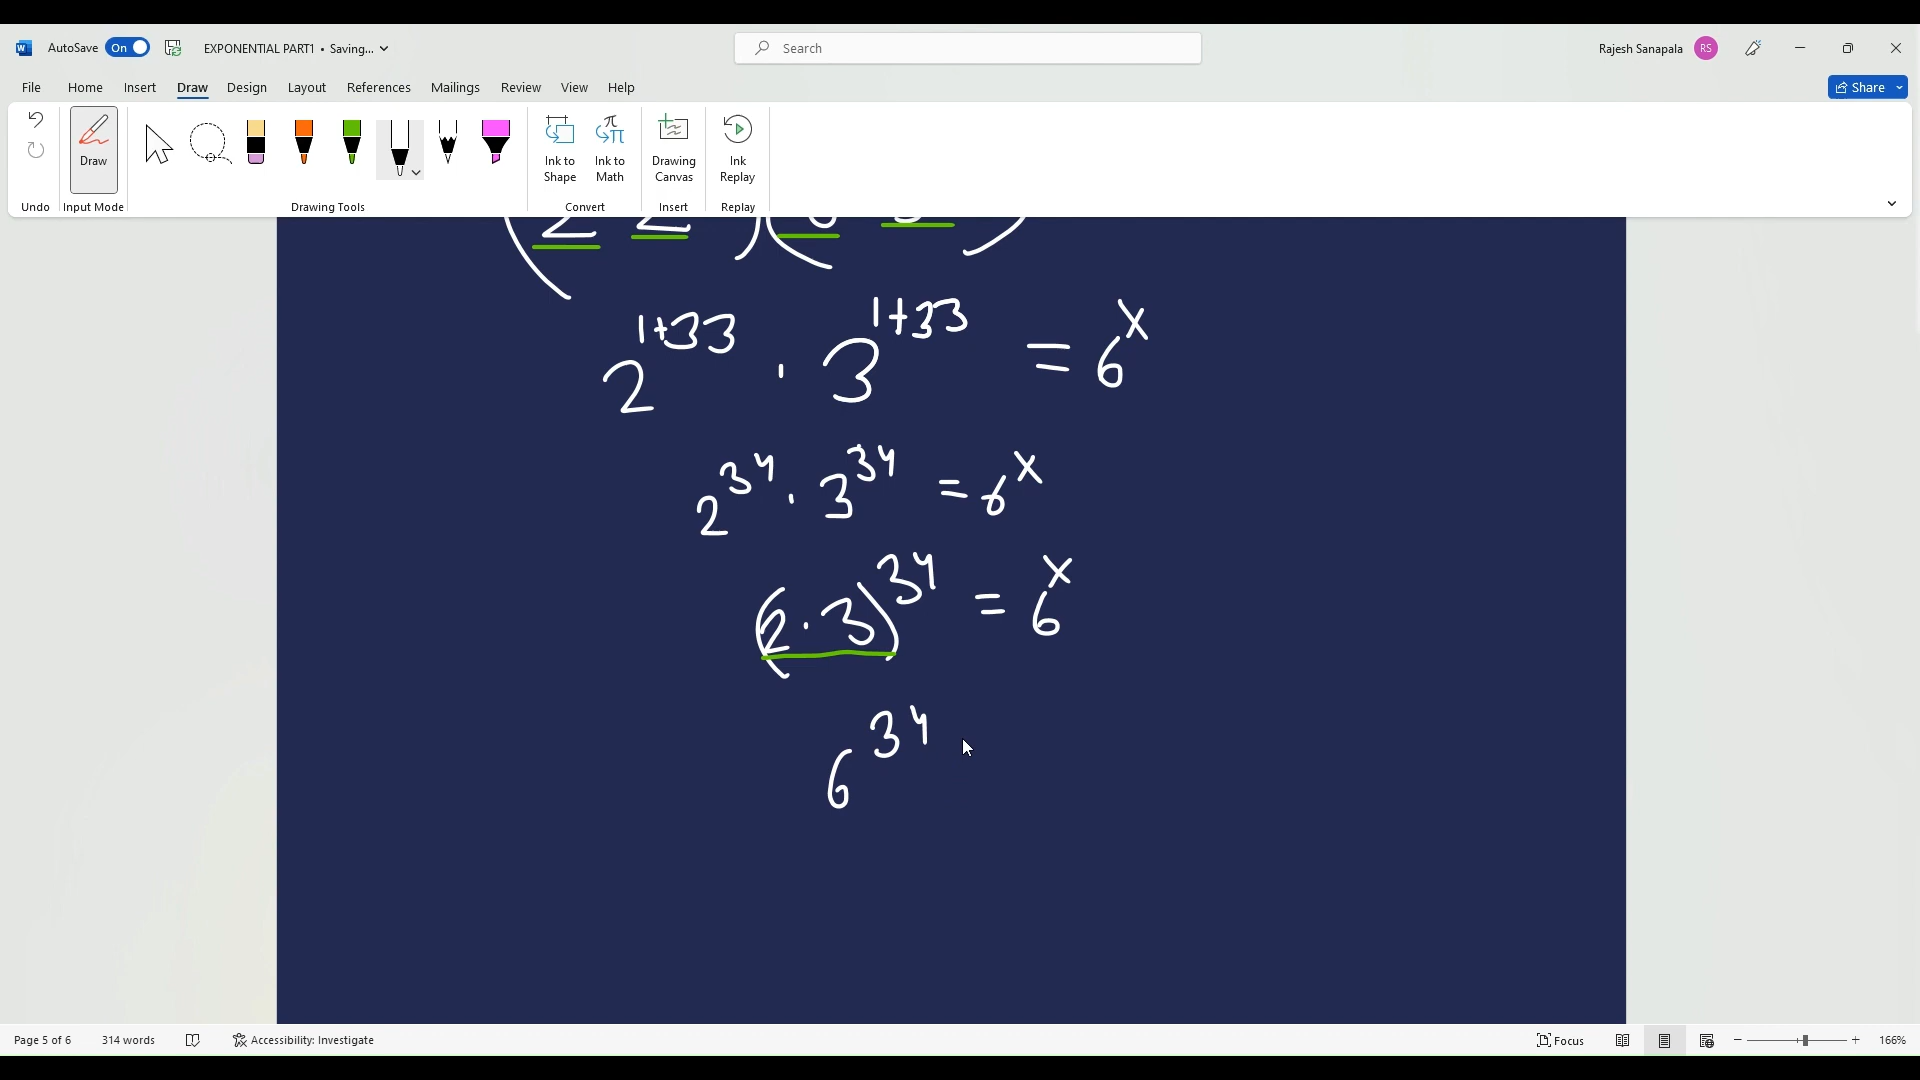 AutoSave On EXPONENTIAL PART1 • Saving... Search Rajesh Sanapala RS
File Home Insert Draw Design Layout References Mailings Review View Help Share
Draw Ink to Shape Ink to Math Drawing Canvas Ink Replay
Undo Input Mode Drawing Tools Convert Insert Replay
2^{1+33} · 3^{1+33} = 6^x
2^{34} · 3^{34} = 6^x
(2 · 3)^{34} = 6^x
6^{34}
Page 5 of 6 314 words Accessibility: Investigate Focus 166%